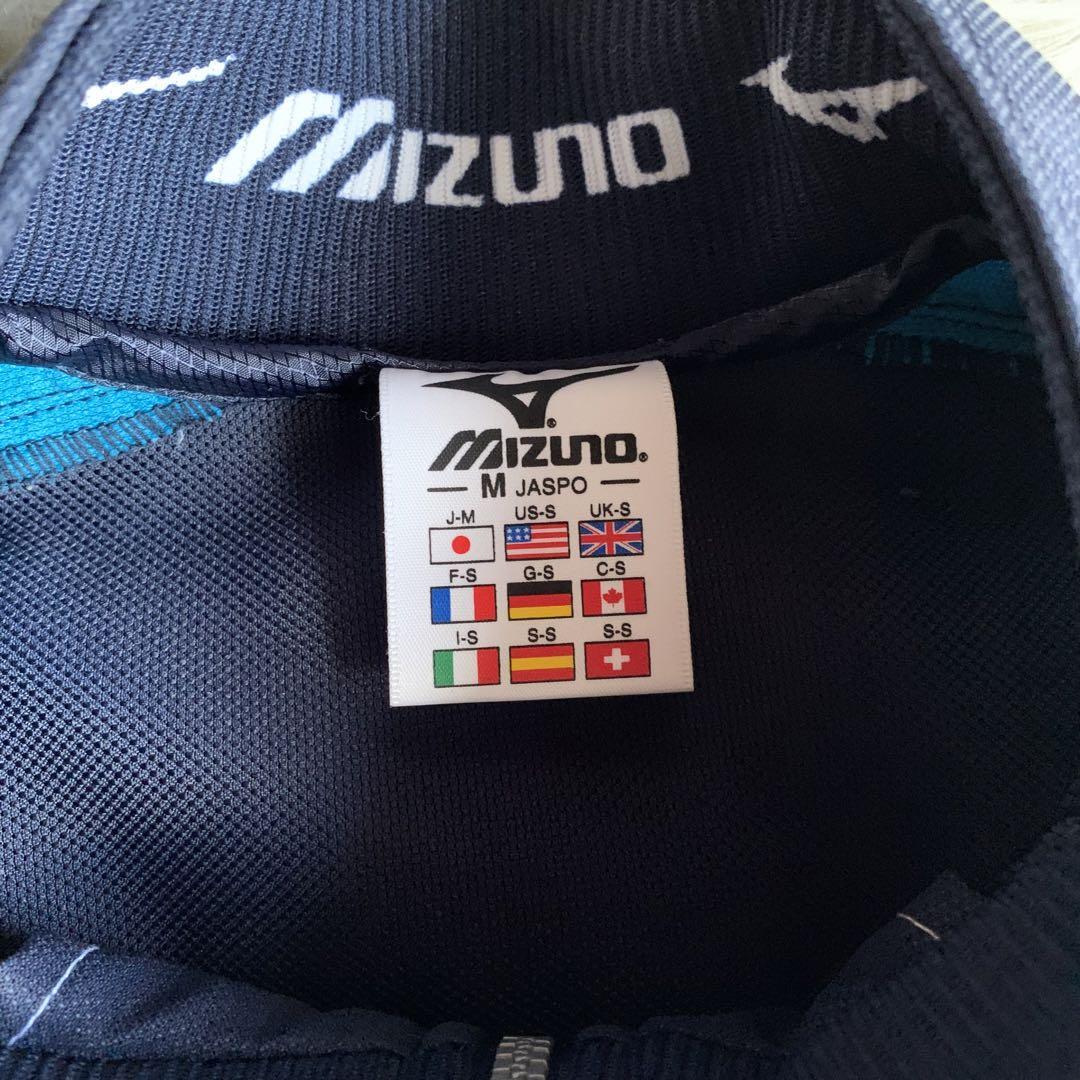 Mizuno
®
Mizuno®
— M JASPO —
J-M US-S UK-S
F-S G-S C-S
I-S S-S S-S